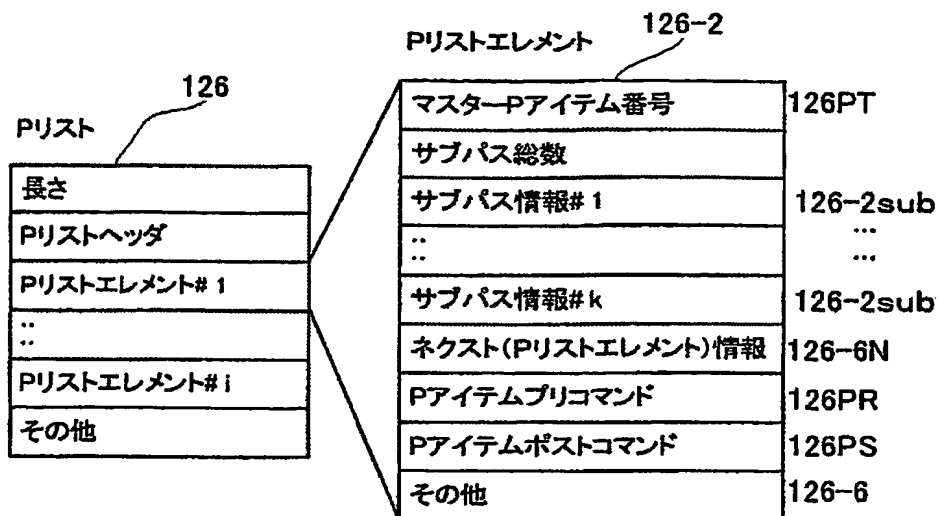 Pリスト
126
長さ
Pリストヘッダ
Pリストエレメント#1
::
Pリストエレメント#i
その他
Pリストエレメント
126-2
マスターPアイテム番号 126PT
サブパス総数
サブパス情報#1 126-2sub
:: ...
...
サブパス情報#k 126-2sub
ネクスト(Pリストエレメント)情報 126-6N
Pアイテムプリコマンド 126PR
Pアイテムポストコマンド 126PS
その他 126-6